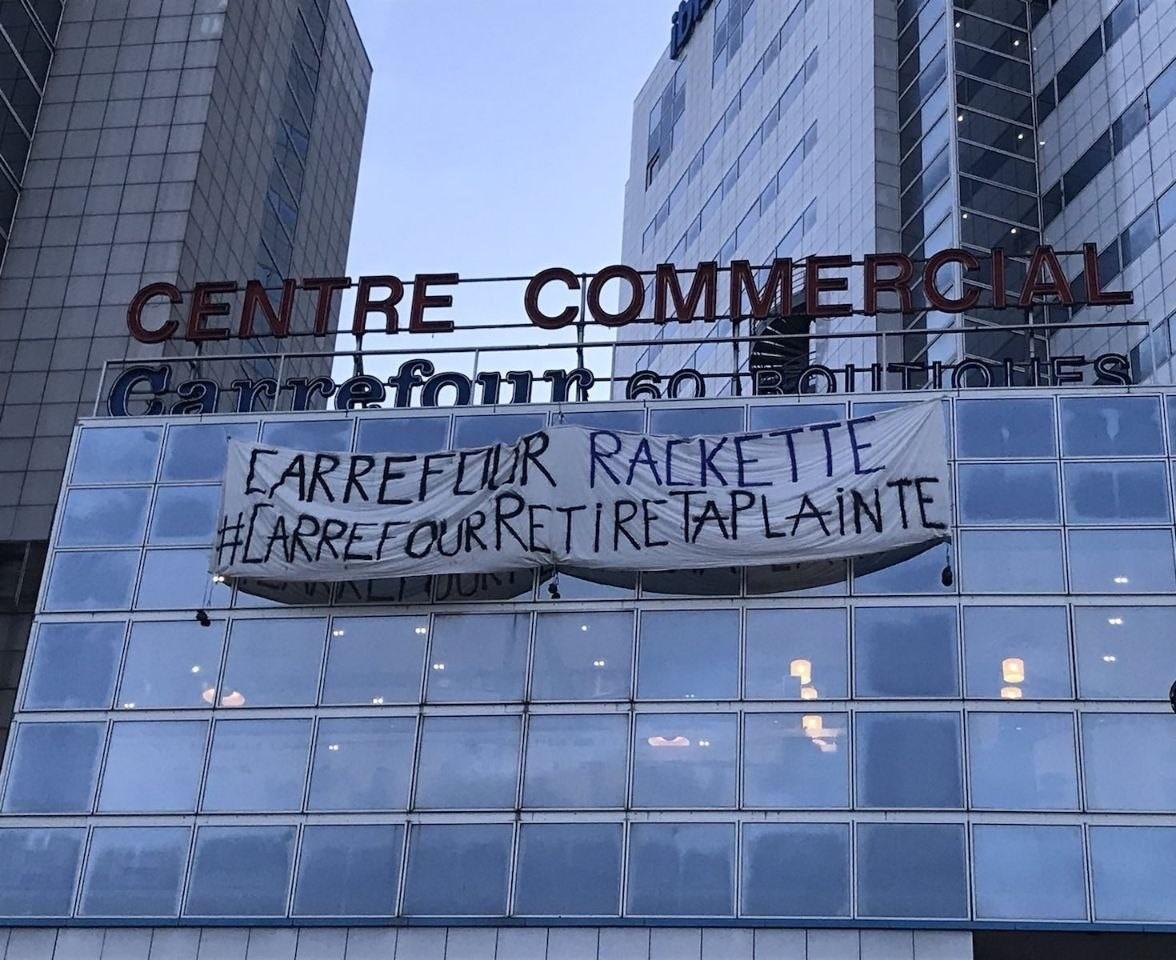 CENTRE COMMERCIAL
Carrefour 60 BOUTIQUES
CARREFOUR RACKETTE
#CARREFOURRETIRETAPLAiNTE